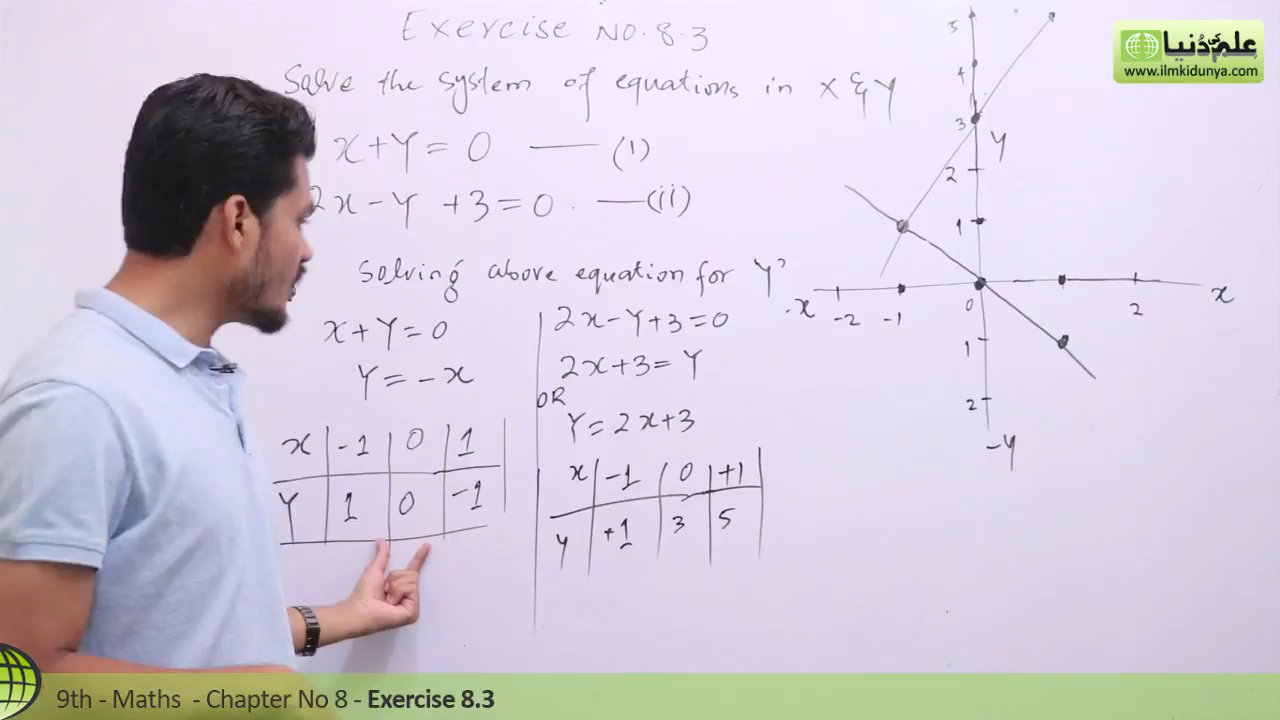 Exercise No. 8.3
Solve the system of equations in x & y
x + y = 0 —— (i)
2x - y + 3 = 0. —— (ii)
Solving above equation for 'y'
x + y = 0
y = - x
x | -1 | 0 | 1
y | 1 | 0 | -1
2x - y + 3 = 0
2x + 3 = y
OR
y = 2x + 3
x | -1 | 0 | +1
y | +1 | 3 | 5
5
4
3
y
2
1
-x -2 -1 0 2 x
1
2
-y
علم کی دُنیا
www.ilmkidunya.com
9th - Maths - Chapter No 8 - Exercise 8.3